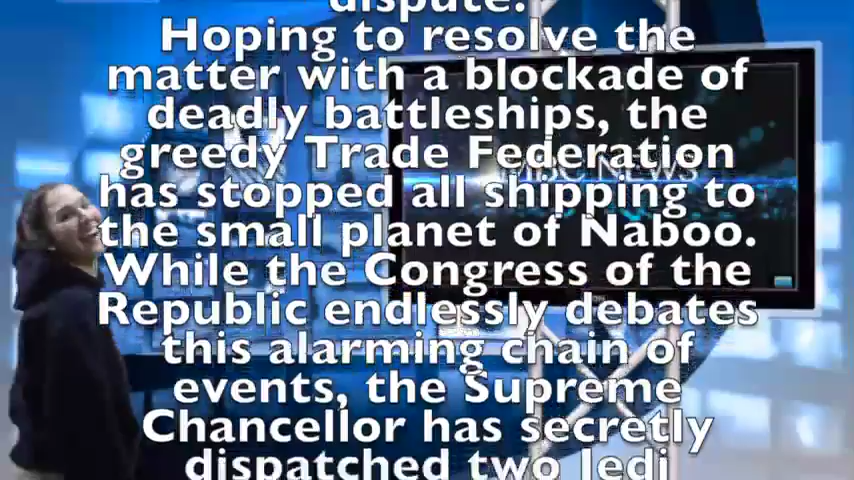 dispute.
Hoping to resolve the
matter with a blockade of
deadly battleships, the
greedy Trade Federation
has stopped all shipping to
the small planet of Naboo.
While the Congress of the
Republic endlessly debates
this alarming chain of
events, the Supreme
Chancellor has secretly
dispatched two Jedi
News